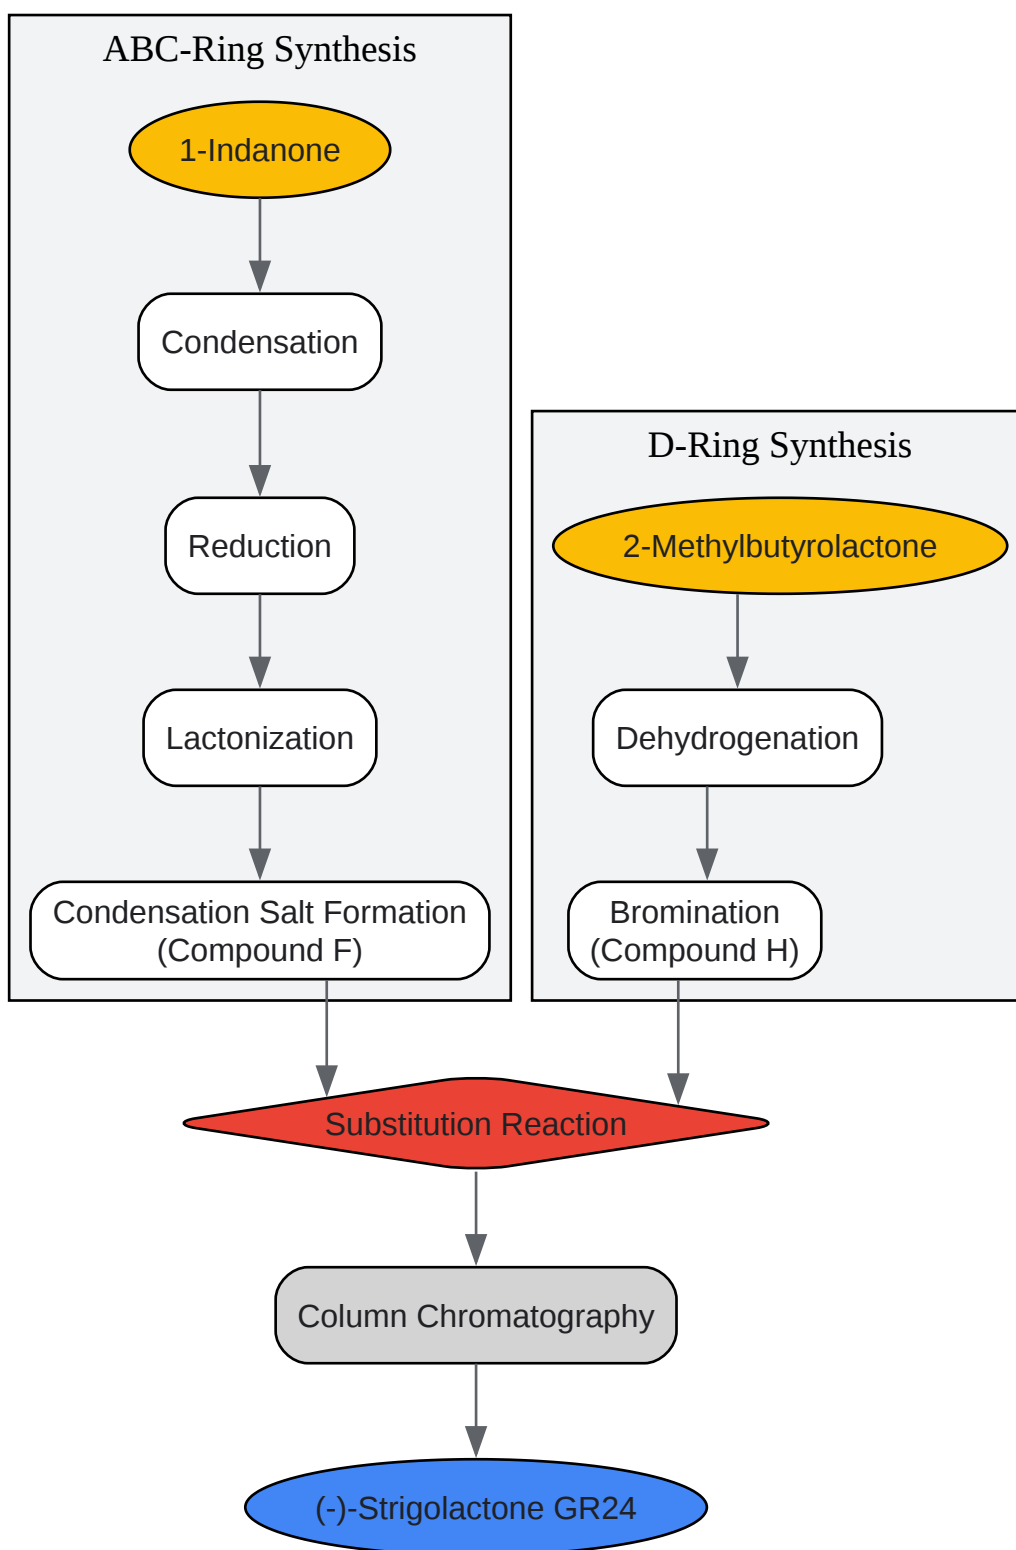 ABC-Ring Synthesis
1-Indanone
Condensation
Reduction
Lactonization
Condensation Salt Formation
(Compound F)
D-Ring Synthesis
2-Methylbutyrolactone
Dehydrogenation
Bromination
(Compound H)
Substitution Reaction
Column Chromatography
(-)-Strigolactone GR24